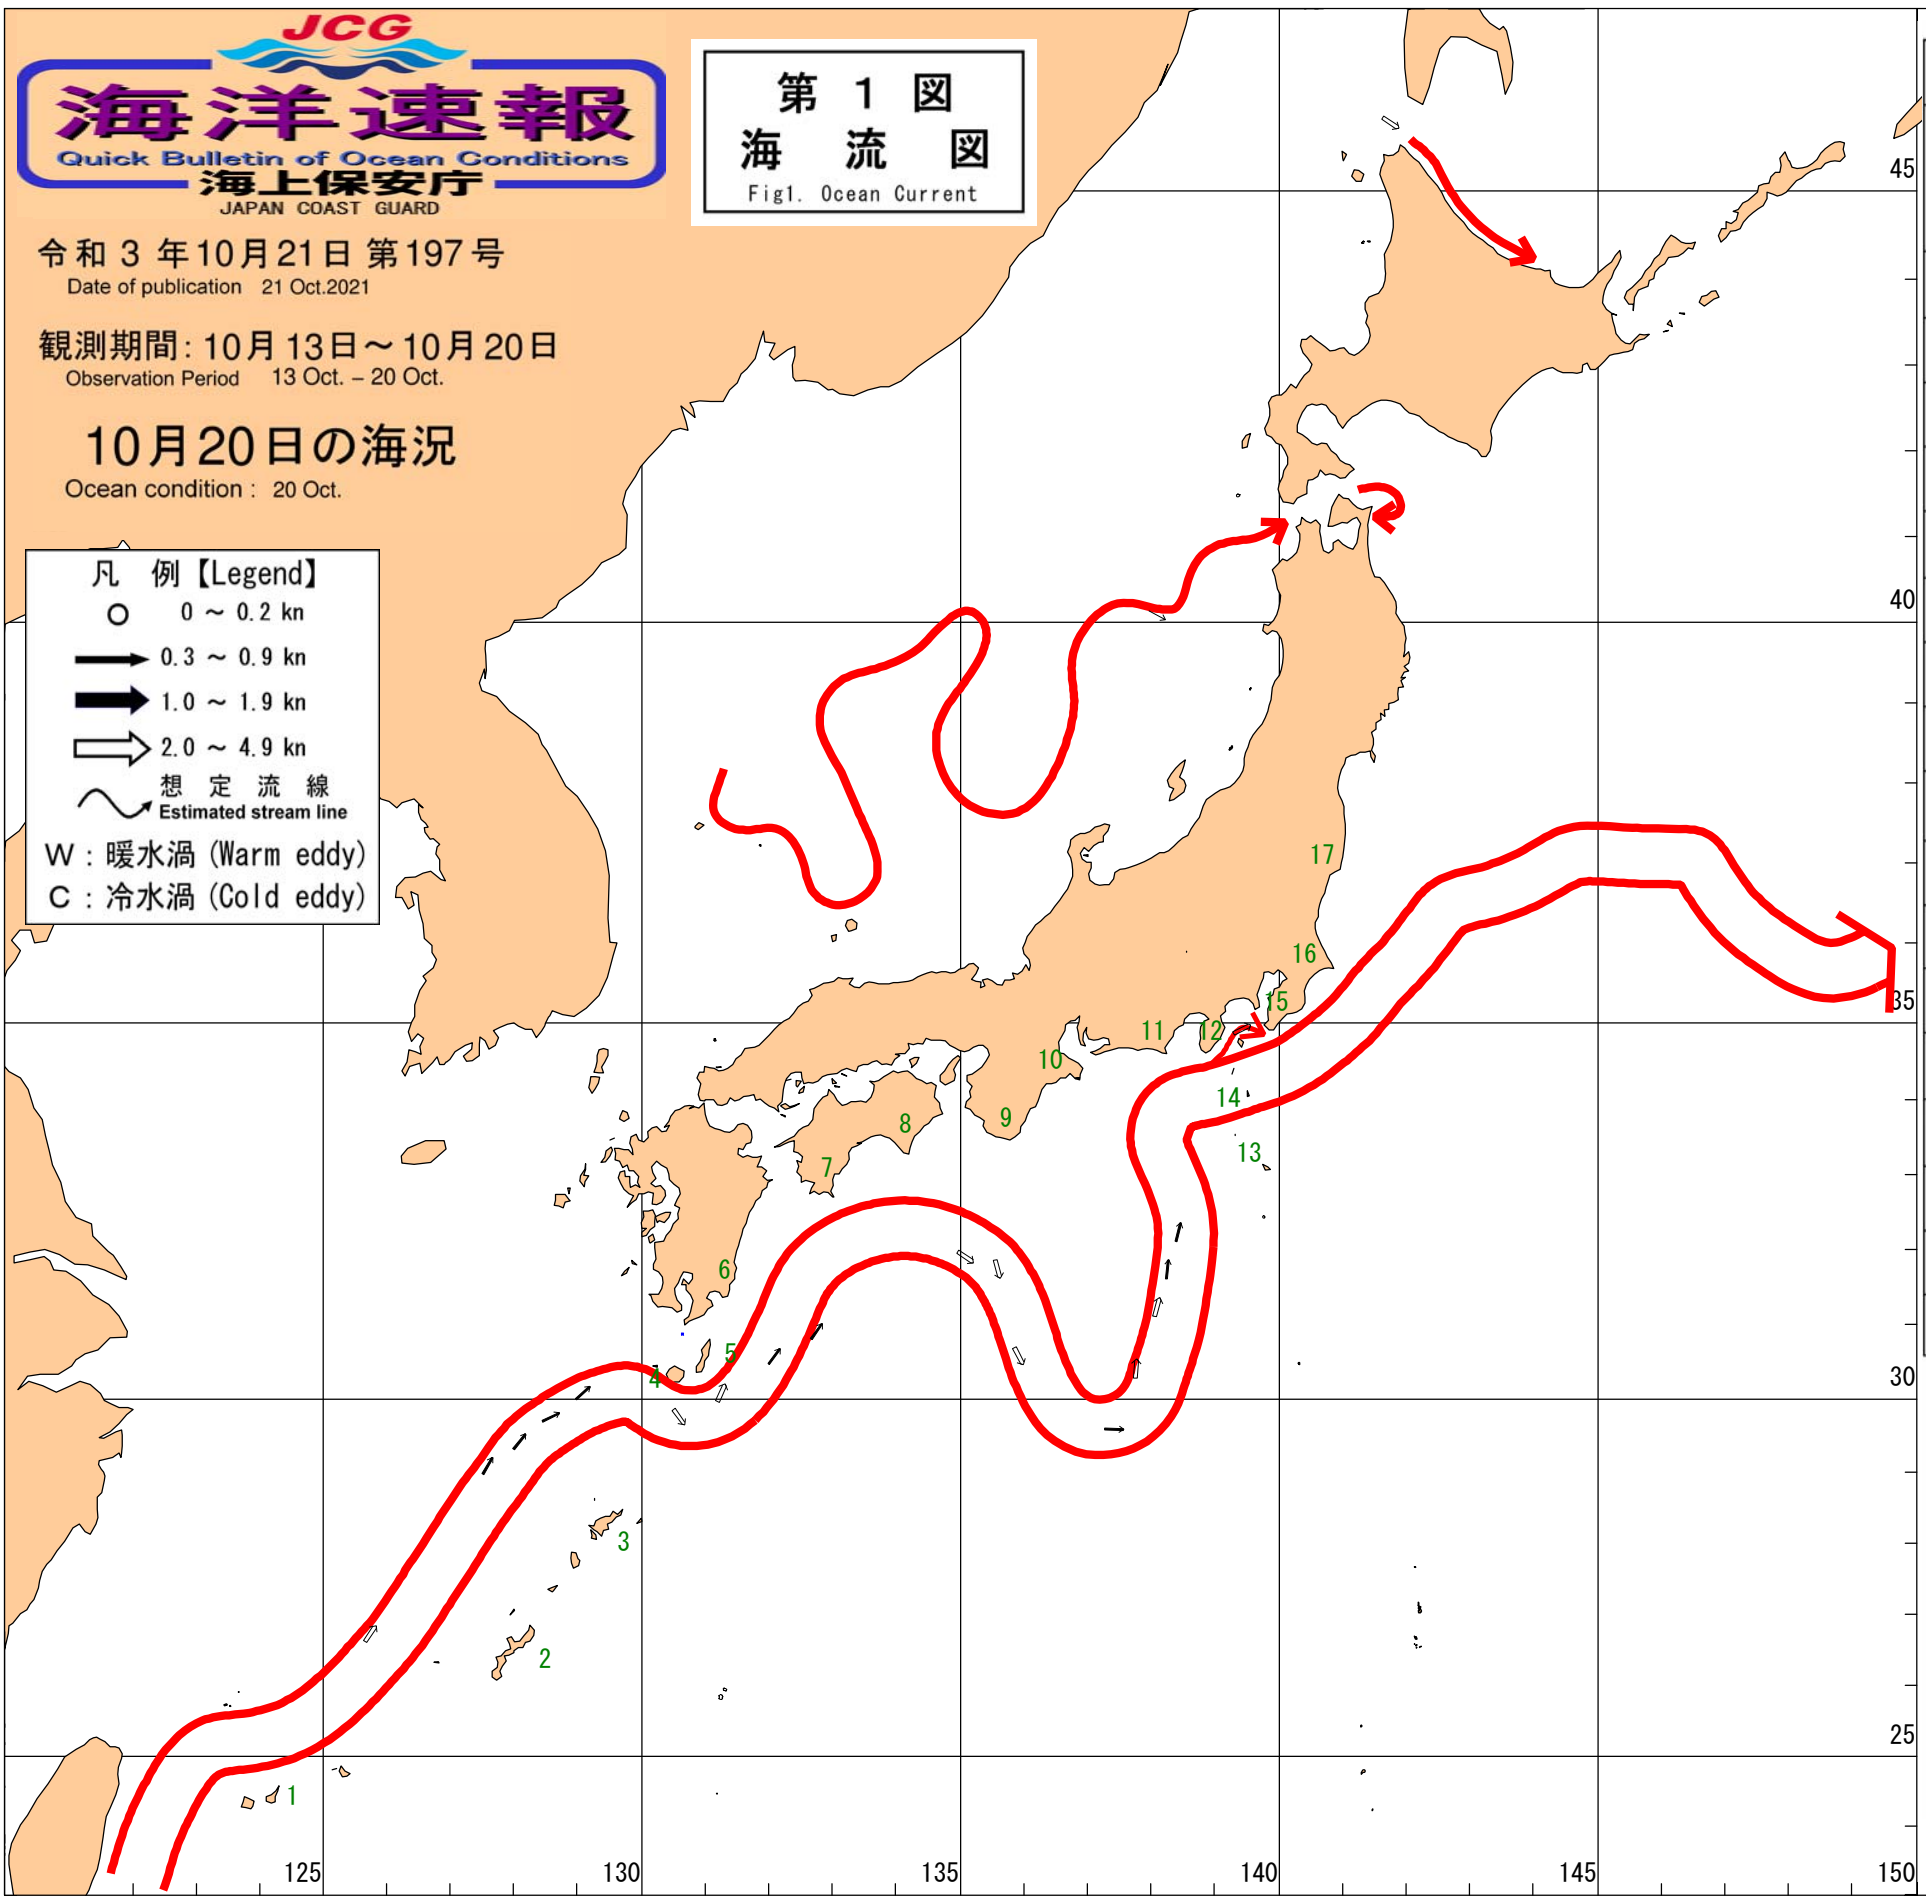 JCG
海洋速報
Quick Bulletin of Ocean Conditions
海上保安庁
JAPAN COAST GUARD
令和 3 年10月21日 第197号
Date of publication 21 Oct.2021
観測期間: 10月13日～10月20日
Observation Period 13 Oct. – 20 Oct.
10月20日の海況
Ocean condition : 20 Oct.
第 1 図
海 流 図
Fig1. Ocean Current
凡 例【Legend】
0 ～ 0.2 kn
0.3 ～ 0.9 kn
1.0 ～ 1.9 kn
2.0 ～ 4.9 kn
想 定 流 線
Estimated stream line
W : 暖水渦 (Warm eddy)
C : 冷水渦 (Cold eddy)
45
40
35
30
25
17
16
15
12
11
10
14
9
8
13
7
6
5
4
3
2
1
125
130
135
140
145
150